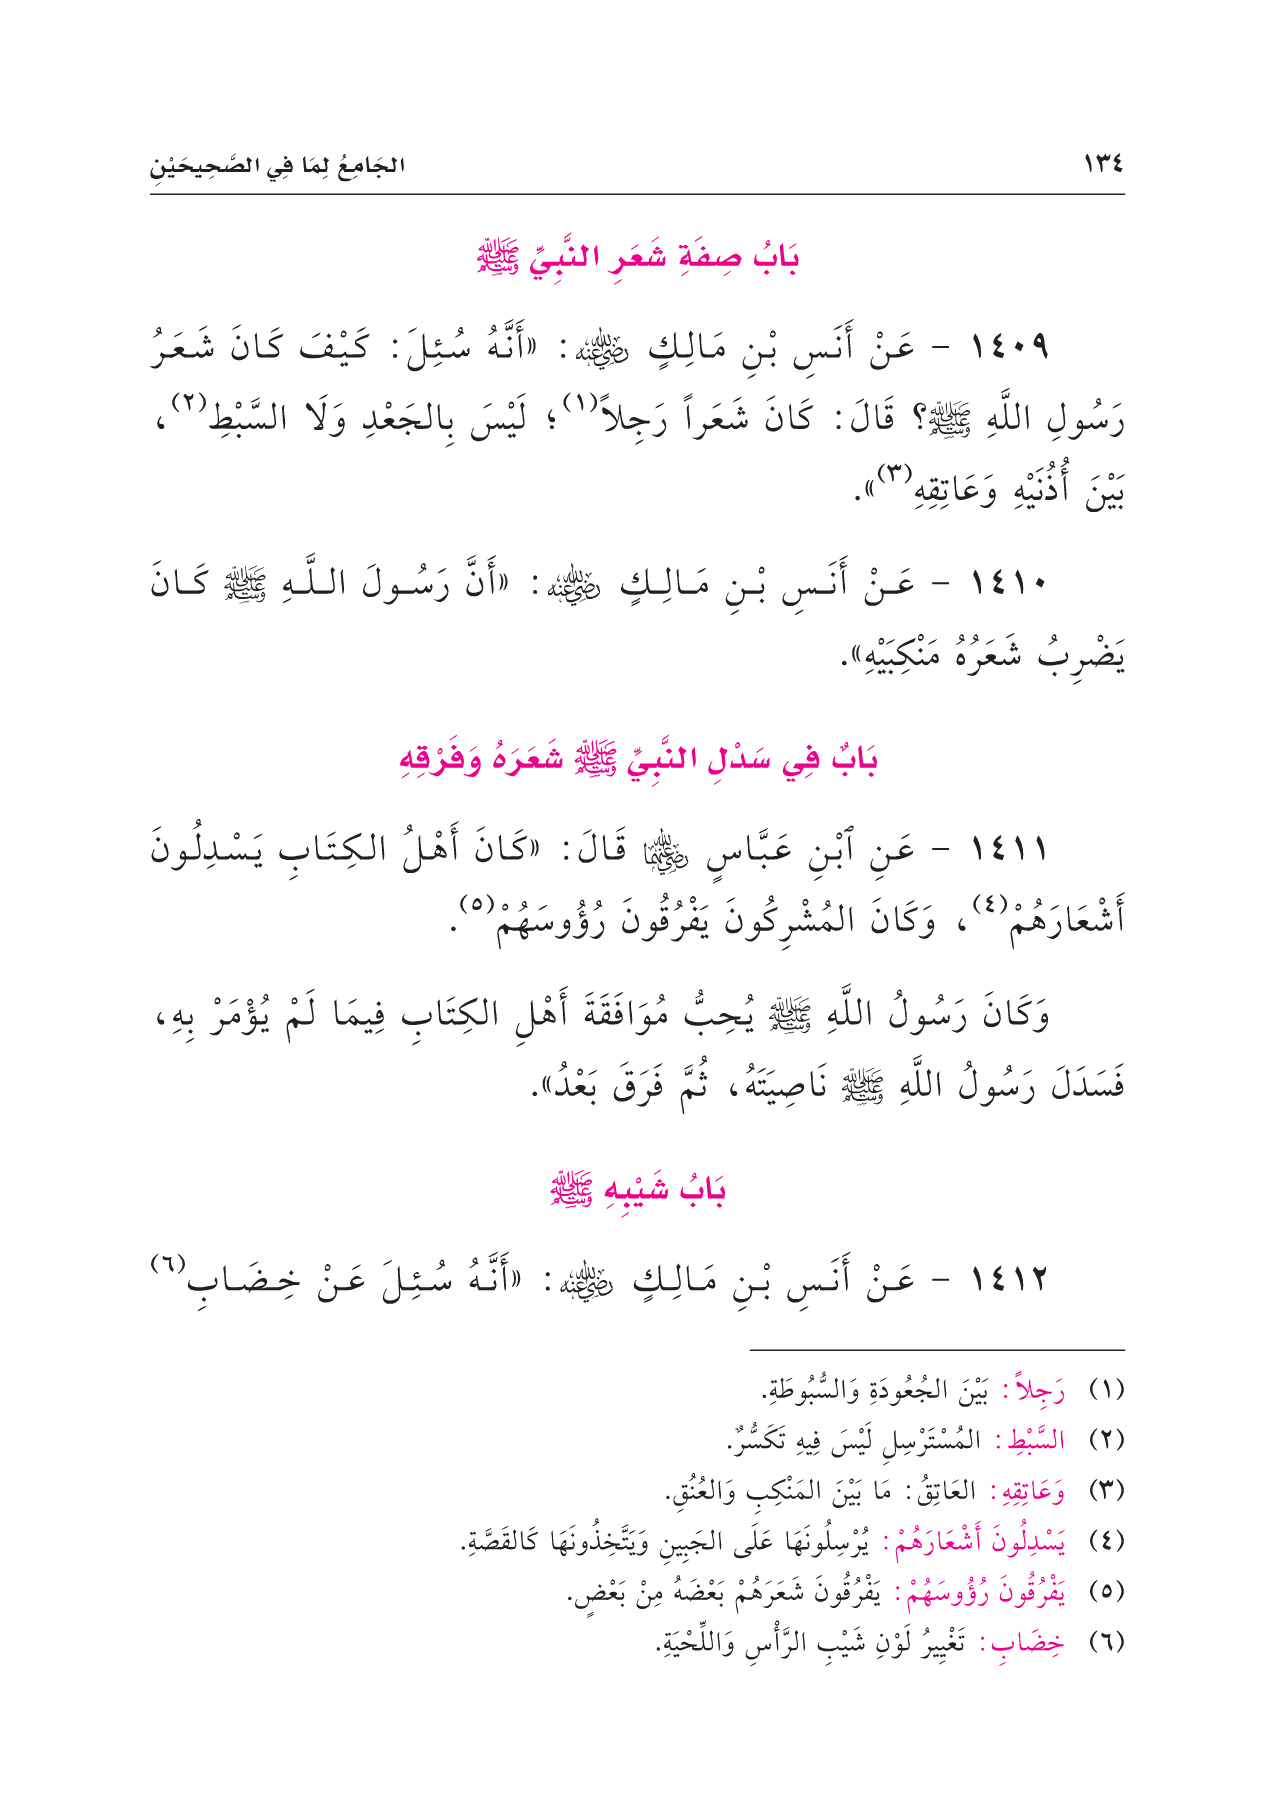 ١٣٤ الجَامِعُ لِمَا فِي الصَّحِيحَيْنِ
بَابُ صِفَةِ شَعَرِ النَّبِيِّ ﷺ
١٤٠٩ - عَنْ أَنَسِ بْنِ مَالِكٍ رضي الله عنه: «أَنَّهُ سُئِلَ: كَيْفَ كَانَ شَعَرُ
رَسُولِ اللَّهِ ﷺ؟ قَالَ: كَانَ شَعَراً رَجِلاً(١)؛ لَيْسَ بِالجَعْدِ وَلَا السَّبْطِ(٢)،
بَيْنَ أُذُنَيْهِ وَعَاتِقِهِ(٣)».
١٤١٠ - عَنْ أَنَسِ بْنِ مَالِكٍ رضي الله عنه: «أَنَّ رَسُولَ اللَّهِ ﷺ كَانَ
يَضْرِبُ شَعَرُهُ مَنْكِبَيْهِ».
بَابٌ فِي سَدْلِ النَّبِيِّ ﷺ شَعَرَهُ وَفَرْقِهِ
١٤١١ - عَنِ ٱبْنِ عَبَّاسٍ رضي الله عنهما قَالَ: «كَانَ أَهْلُ الكِتَابِ يَسْدِلُونَ
أَشْعَارَهُمْ(٤)، وَكَانَ المُشْرِكُونَ يَفْرُقُونَ رُؤُوسَهُمْ(٥).
وَكَانَ رَسُولُ اللَّهِ ﷺ يُحِبُّ مُوَافَقَةَ أَهْلِ الكِتَابِ فِيمَا لَمْ يُؤْمَرْ بِهِ،
فَسَدَلَ رَسُولُ اللَّهِ ﷺ نَاصِيَتَهُ، ثُمَّ فَرَقَ بَعْدُ».
بَابُ شَيْبِهِ ﷺ
١٤١٢ - عَنْ أَنَسِ بْنِ مَالِكٍ رضي الله عنه: «أَنَّهُ سُئِلَ عَنْ خِضَابِ(٦)
(١) رَجِلاً: بَيْنَ الجُعُودَةِ وَالسُّبُوطَةِ.
(٢) السَّبْطِ: المُسْتَرْسِلِ لَيْسَ فِيهِ تَكَسُّرٌ.
(٣) وَعَاتِقِهِ: العَاتِقُ: مَا بَيْنَ المَنْكِبِ وَالعُنُقِ.
(٤) يَسْدِلُونَ أَشْعَارَهُمْ: يُرْسِلُونَهَا عَلَى الجَبِينِ وَيَتَّخِذُونَهَا كَالقَصَّةِ.
(٥) يَفْرُقُونَ رُؤُوسَهُمْ: يَفْرُقُونَ شَعَرَهُمْ بَعْضَهُ مِنْ بَعْضٍ.
(٦) خِضَابِ: تَغْيِيرُ لَوْنِ شَيْبِ الرَّأْسِ وَاللِّحْيَةِ.